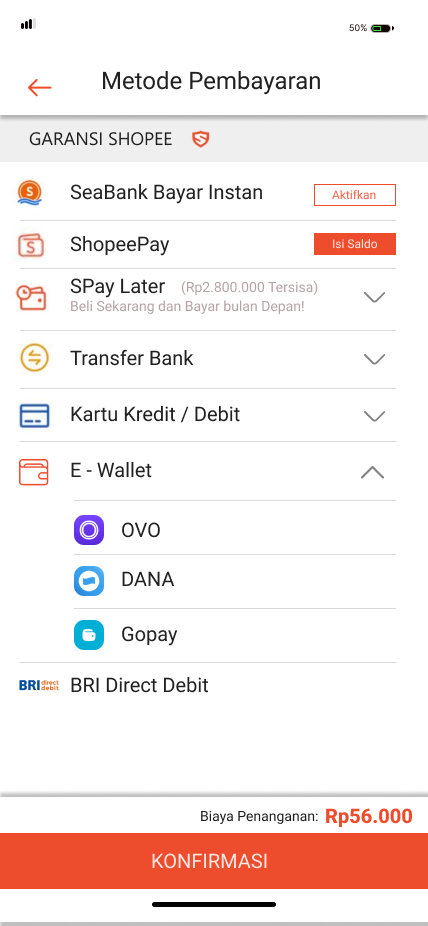 50%
Metode Pembayaran
GARANSI SHOPEE S
S SeaBank Bayar Instan Aktifkan
S ShopeePay Isi Saldo
SPay Later (Rp2.800.000 Tersisa)
Beli Sekarang dan Bayar bulan Depan!
Transfer Bank
Kartu Kredit / Debit
E - Wallet
OVO
DANA
Gopay
BRI direct debit BRI Direct Debit
Biaya Penanganan: Rp56.000
KONFIRMASI